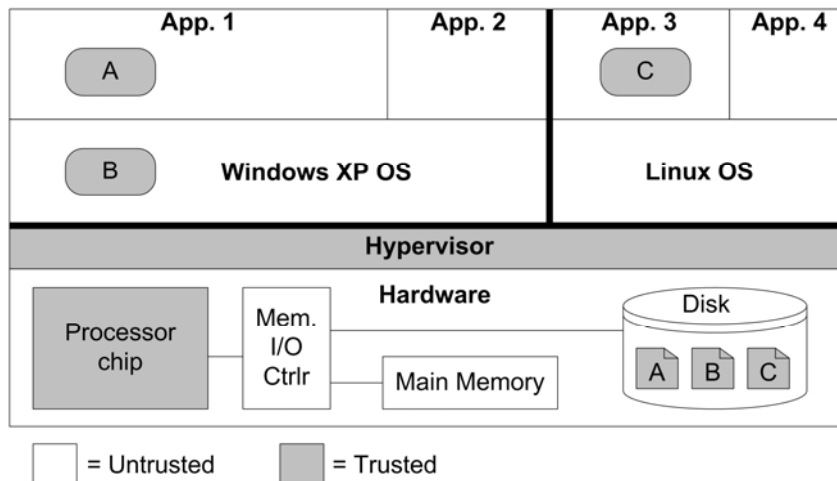 App. 1 App. 2 App. 3 App. 4
A C
B Windows XP OS Linux OS
Hypervisor
Hardware
Processor
chip
Mem.
I/O
Ctrlr
Main Memory
Disk
A B C
= Untrusted = Trusted